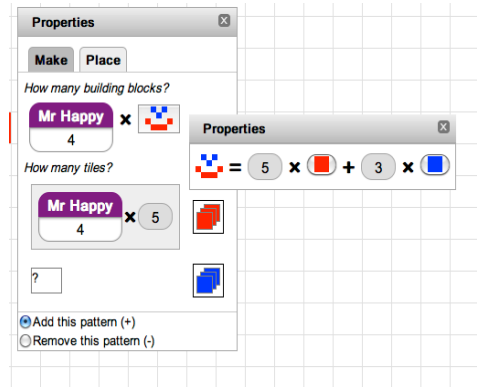 Properties x
Make Place
How many building blocks?
Mr Happy ×
4
Properties x
= 5 × + 3 ×
How many tiles?
Mr Happy × 5
4
?
Add this pattern (+)
Remove this pattern (-)